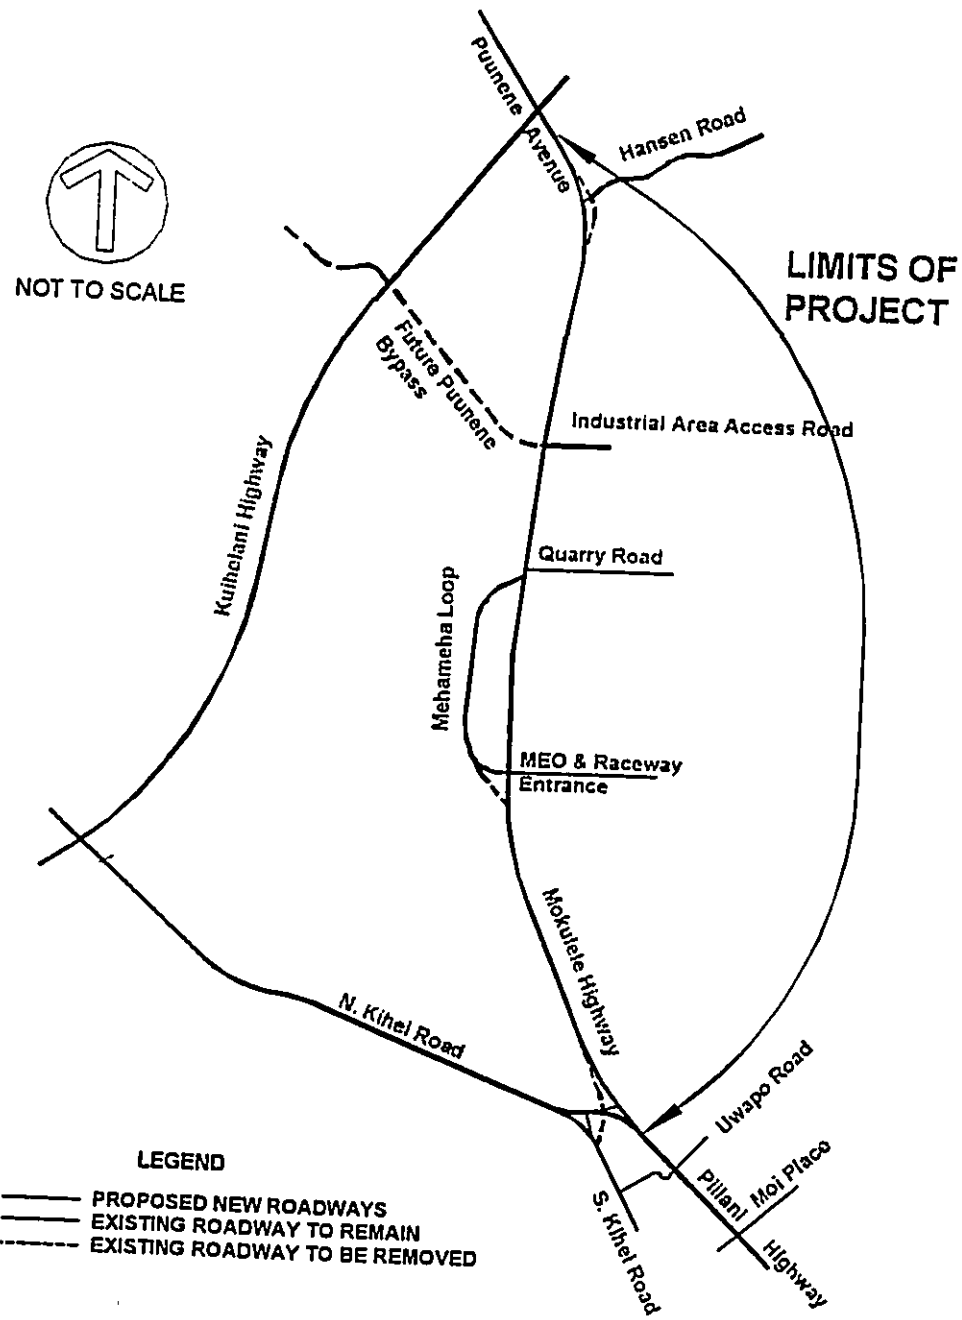 Puunene
Avenue
Hansen Road
NOT TO SCALE
LIMITS OF
PROJECT
Future Puunene
Bypass
Industrial Area Access Road
Kuihelani Highway
Quarry Road
Mehameha Loop
MEO & Raceway
Entrance
Mokulele Highway
N. Kihei Road
Uwapo Road
Moi Place
Piilani
Highway
S. Kihei Road
LEGEND
PROPOSED NEW ROADWAYS
EXISTING ROADWAY TO REMAIN
EXISTING ROADWAY TO BE REMOVED